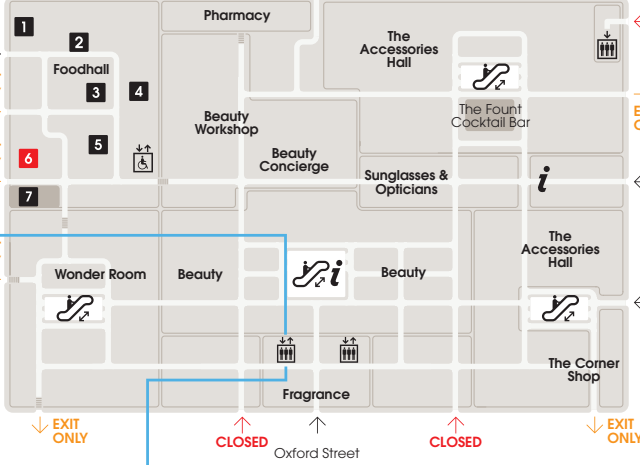 1
Pharmacy
2
The
Accessories
Hall
Foodhall
3
4
The Fount
Cocktail Bar
Beauty
Workshop
5
6
Beauty
Concierge
Sunglasses &
Opticians
i
7
The
Accessories
Hall
Wonder Room
Beauty
i
Beauty
The Corner
Shop
Fragrance
EXIT
ONLY
CLOSED
Oxford Street
CLOSED
EXIT
ONLY